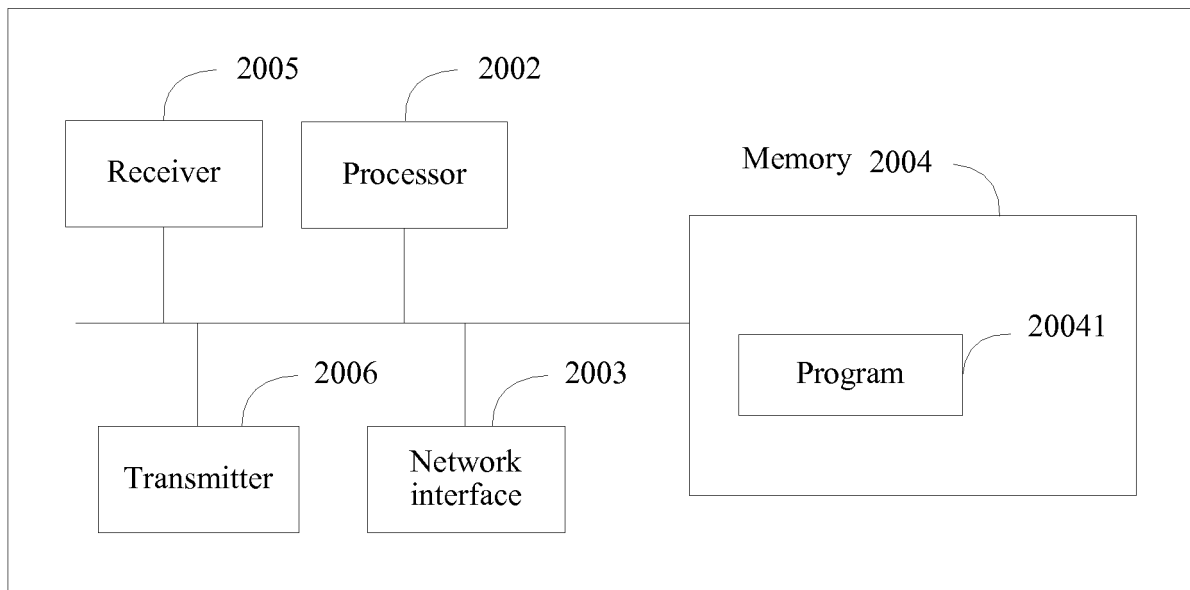 2005
2002
Receiver
Processor
Memory 2004
20041
Program
2006
2003
Transmitter
Network
interface